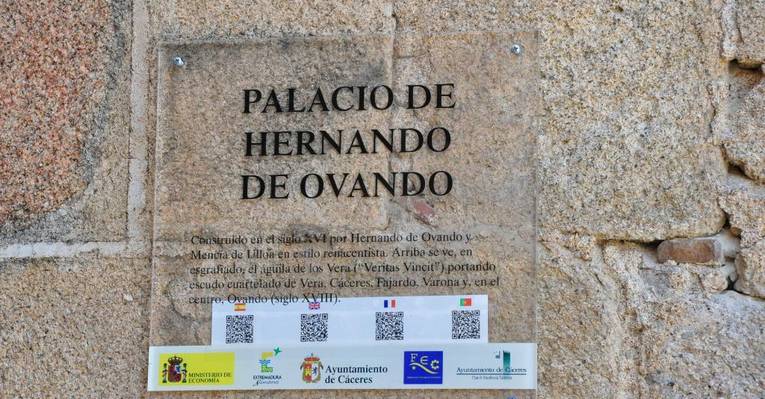 PALACIO DE
HERNANDO
DE OVANDO
Construido en el siglo XVI por Hernando de Ovando y
Mencía de Ulloa en estilo renacentista. Arriba se ve, en
esgrafiado, el águila de los Vera ("Veritas Vincit") portando
escudo cuartelado de Vera, Cáceres, Fajardo, Varona y, en el
centro, Ovando (siglo XVIII).
MINISTERIO DE ECONOMÍA
EXTREMADURA
Ayuntamiento de Cáceres
FEC
Ayuntamiento de Cáceres